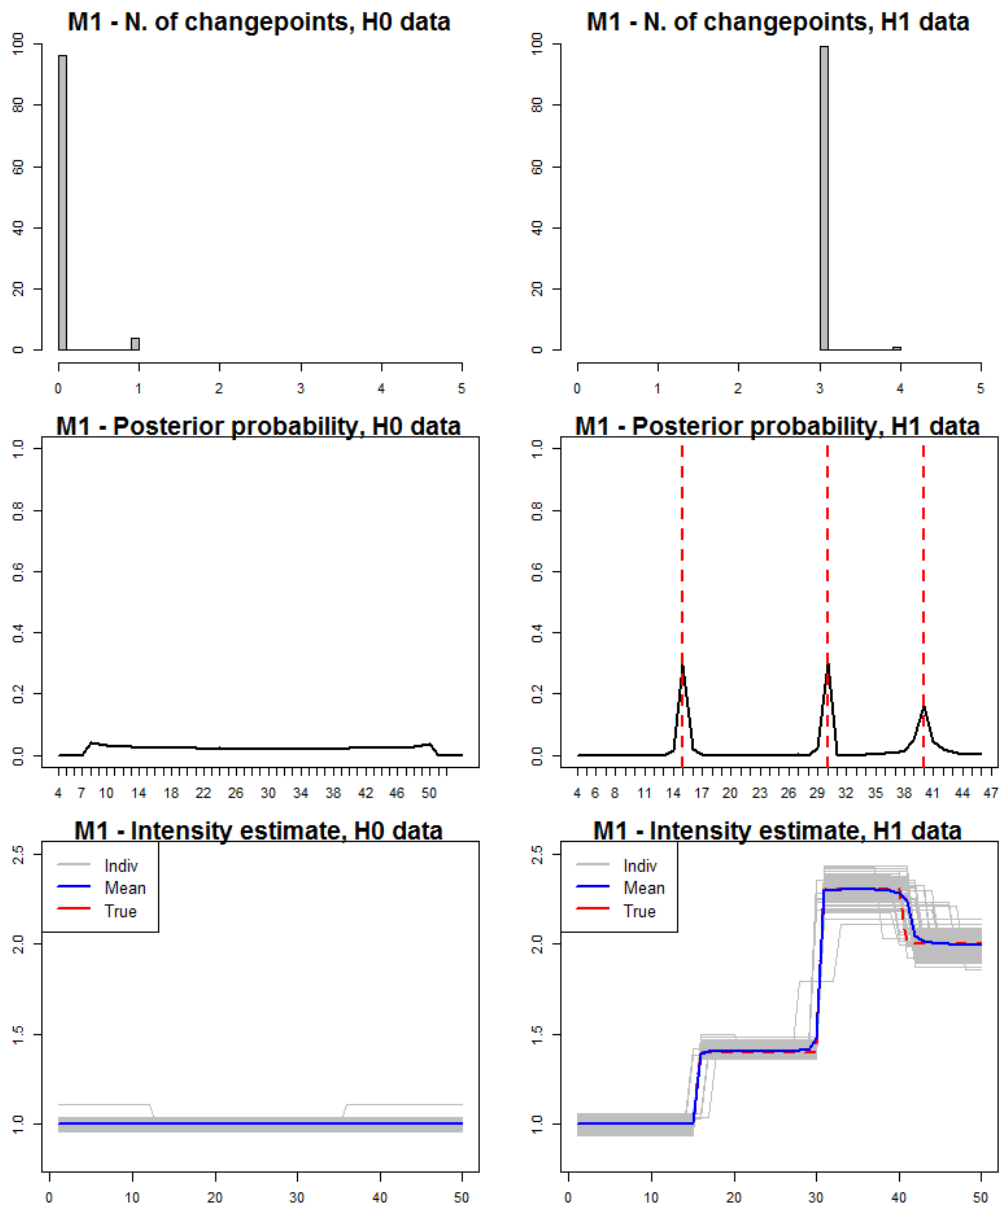 M1 - N. of changepoints, H0 data
M1 - N. of changepoints, H1 data
100
80
60
40
20
0
0 1 2 3 4 5
100
80
60
40
20
0
0 1 2 3 4 5
M1 - Posterior probability, H0 data
M1 - Posterior probability, H1 data
1.0
0.8
0.6
0.4
0.2
0.0
4 7 10 14 18 22 26 30 34 38 42 46 50
1.0
0.8
0.6
0.4
0.2
0.0
4 6 8 11 14 17 20 23 26 29 32 35 38 41 44 47
M1 - Intensity estimate, H0 data
M1 - Intensity estimate, H1 data
2.5
2.0
1.5
1.0
Indiv
Mean
True
0 10 20 30 40 50
2.5
2.0
1.5
1.0
Indiv
Mean
True
0 10 20 30 40 50